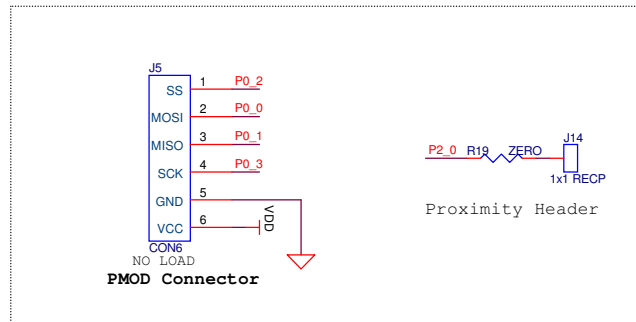 J5
SS 1 P0_2
MOSI 2 P0_0
MISO 3 P0_1
SCK 4 P0_3
GND 5
VCC 6 VDD
CON6
NO LOAD
PMOD Connector
J14
P2_0 R19 ZERO
1x1 RECP
Proximity Header